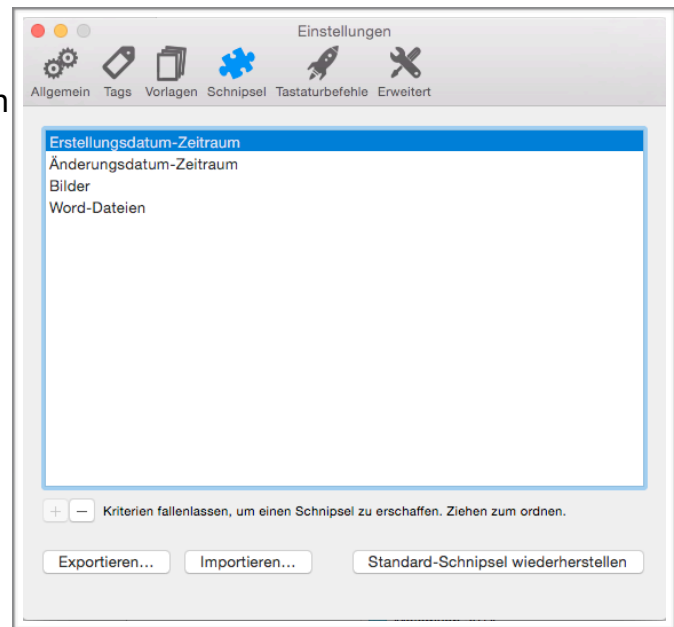 Einstellungen
Allgemein Tags Vorlagen Schnipsel Tastaturbefehle Erweitert
n
Erstellungsdatum-Zeitraum
Änderungsdatum-Zeitraum
Bilder
Word-Dateien
+ − Kriterien fallenlassen, um einen Schnipsel zu erschaffen. Ziehen zum ordnen.
Exportieren... Importieren... Standard-Schnipsel wiederherstellen